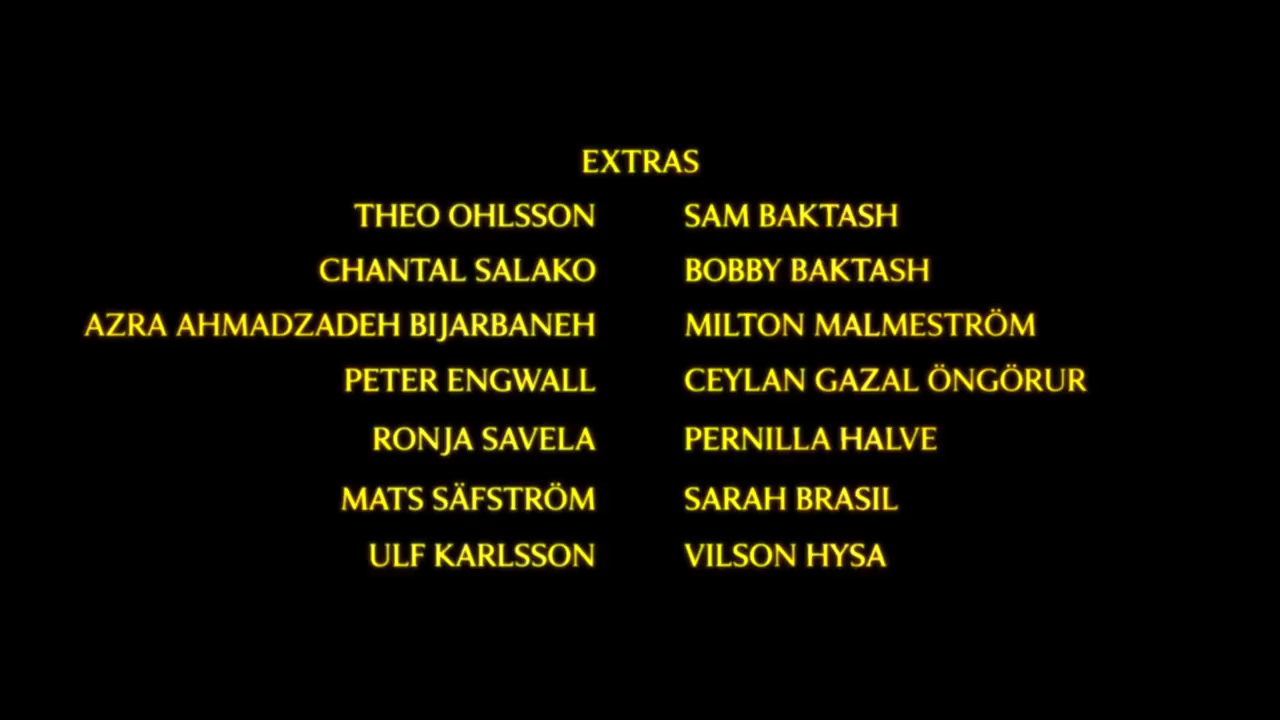 EXTRAS
THEO OHLSSON SAM BAKTASH
CHANTAL SALAKO BOBBY BAKTASH
AZRA AHMADZADEH BIJARBANEH MILTON MALMESTRÖM
PETER ENGWALL CEYLAN GAZAL ÖNGÖRUR
RONJA SAVELA PERNILLA HALVE
MATS SÄFSTRÖM SARAH BRASIL
ULF KARLSSON VILSON HYSA